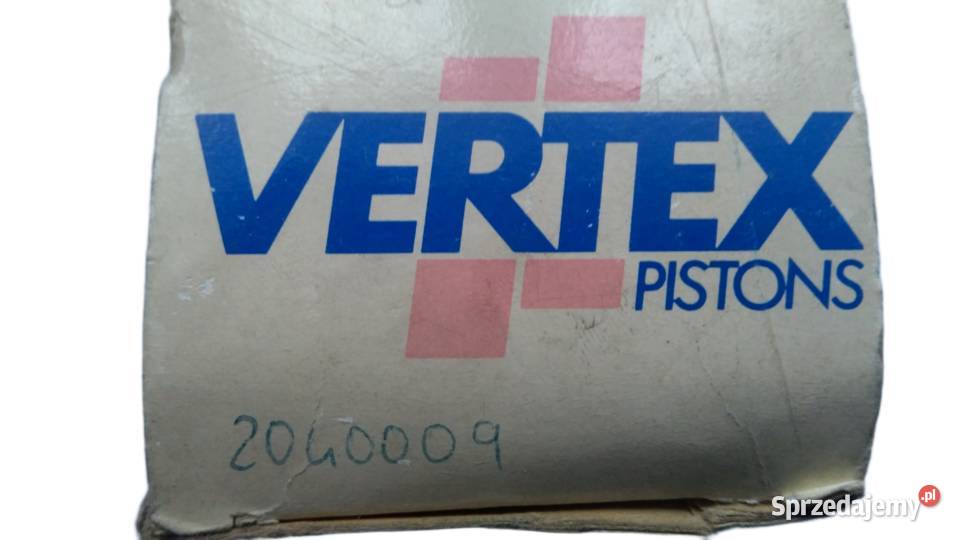 VERTEX
PISTONS
2040009
Sprzedajemy.pl